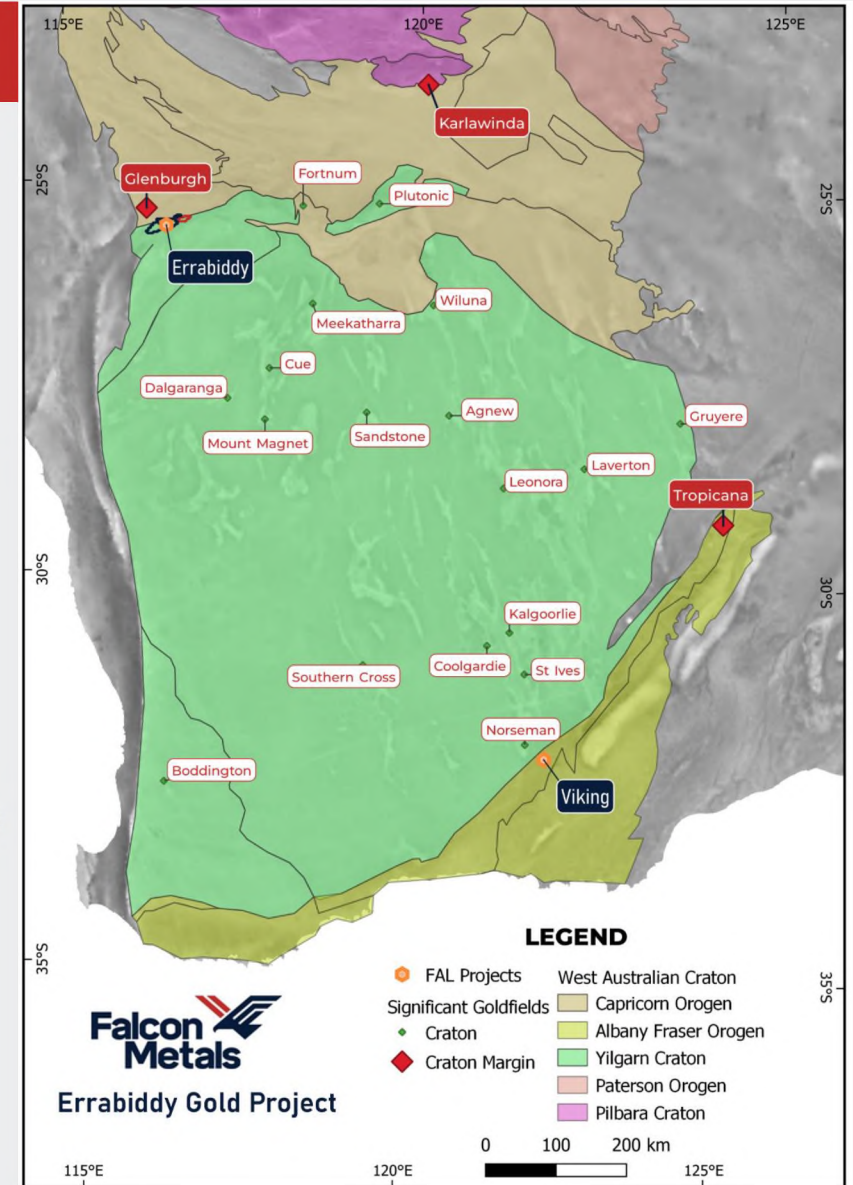 115°E
120°E
125°E
Karlawinda
25°S
Glenburgh
Fortnum
Plutonic
25°S
Errabiddy
Wiluna
Meekatharra
Cue
Dalgaranga
Agnew
Gruyere
Mount Magnet
Sandstone
Laverton
Leonora
Tropicana
30°S
30°S
Kalgoorlie
Coolgardie
St Ives
Southern Cross
Norseman
Boddington
Viking
LEGEND
35°S
FAL Projects
Significant Goldfields
Craton
Craton Margin
West Australian Craton
Capricorn Orogen
Albany Fraser Orogen
Yilgarn Craton
Paterson Orogen
Pilbara Craton
35°S
Falcon
Metals
Errabiddy Gold Project
0 100 200 km
115°E
120°E
125°E